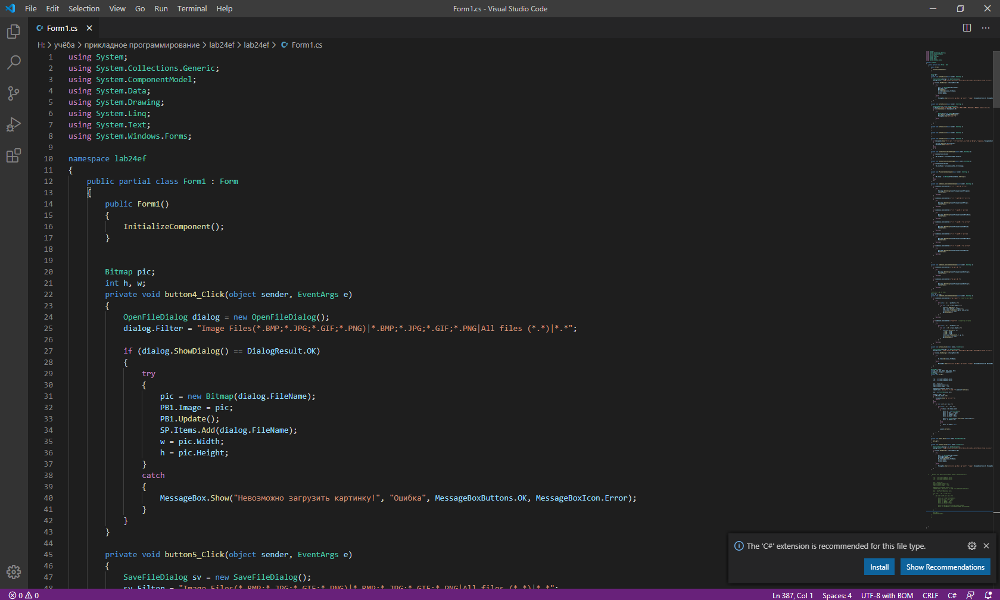 File Edit Selection View Go Run Terminal Help Form1.cs - Visual Studio Code
C# Form1.cs
H: > учёба > прикладное программирование > lab24ef > lab24ef > C# Form1.cs
1 using System;
2 using System.Collections.Generic;
3 using System.ComponentModel;
4 using System.Data;
5 using System.Drawing;
6 using System.Linq;
7 using System.Text;
8 using System.Windows.Forms;
9
10 namespace lab24ef
11 {
12 public partial class Form1 : Form
13 {
14 public Form1()
15 {
16 InitializeComponent();
17 }
18
19
20 Bitmap pic;
21 int h, w;
22 private void button4_Click(object sender, EventArgs e)
23 {
24 OpenFileDialog dialog = new OpenFileDialog();
25 dialog.Filter = "Image Files(*.BMP;*.JPG;*.GIF;*.PNG)|*.BMP;*.JPG;*.GIF;*.PNG|All files (*.*)|*.*";
26
27 if (dialog.ShowDialog() == DialogResult.OK)
28 {
29 try
30 {
31 pic = new Bitmap(dialog.FileName);
32 PB1.Image = pic;
33 PB1.Update();
34 SP.Items.Add(dialog.FileName);
35 w = pic.Width;
36 h = pic.Height;
37 }
38 catch
39 {
40 MessageBox.Show("Невозможно загрузить картинку!", "Ошибка", MessageBoxButtons.OK, MessageBoxIcon.Error);
41 }
42 }
43 }
44
45 private void button5_Click(object sender, EventArgs e)
46 {
47 SaveFileDialog sv = new SaveFileDialog();
48 sv.Filter = "Image Files(*.BMP;*.JPG;*.GIF;*.PNG)|*.BMP;*.JPG;*.GIF;*.PNG|All files (*.*)|*.*";
The 'C#' extension is recommended for this file type.
Install Show Recommendations
0 0 Ln 387, Col 1 Spaces: 4 UTF-8 with BOM CRLF C#